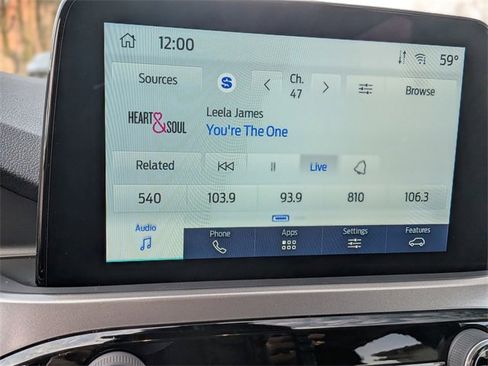 12:00
59°
Sources
Ch.
47
Browse
HEART&SOUL
Leela James
You're The One
Related
Live
540 103.9 93.9 810 106.3
Audio Phone Apps Settings Features